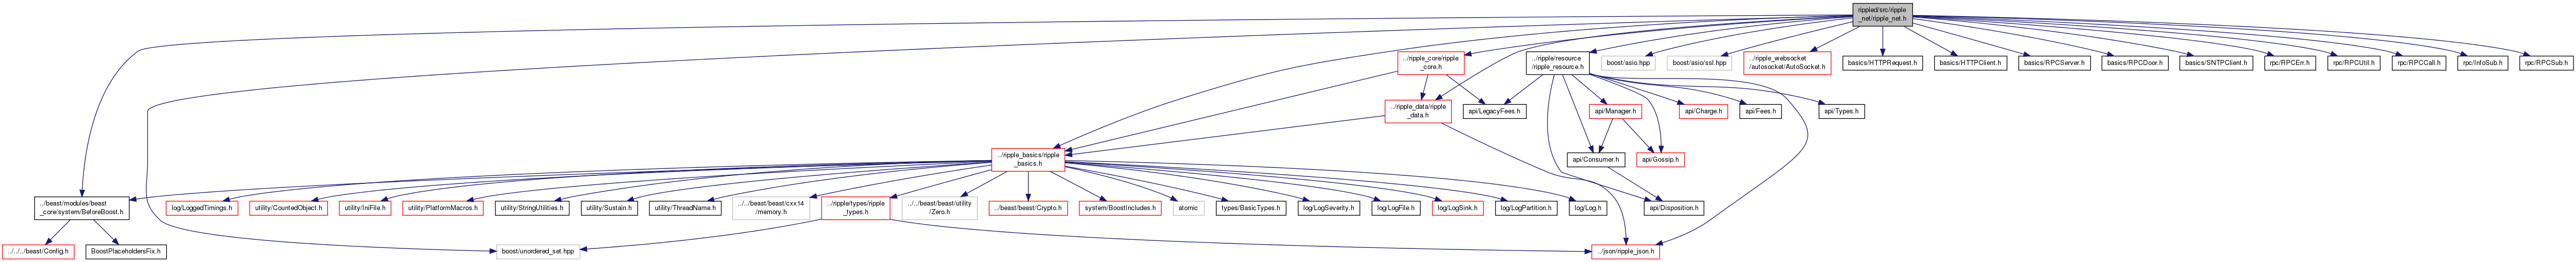 rippled/src/ripple
_net/ripple_net.h
../ripple_core/ripple
_core.h
../ripple/resource
/ripple_resource.h
boost/asio.hpp
boost/asio/ssl.hpp
../ripple_websocket
/autosocket/AutoSocket.h
basics/HTTPRequest.h
basics/HTTPClient.h
basics/RPCServer.h
basics/RPCDoor.h
basics/SNTPClient.h
rpc/RPCErr.h
rpc/RPCUtil.h
rpc/RPCCall.h
rpc/InfoSub.h
rpc/RPCSub.h
../ripple_data/ripple
_data.h
api/LegacyFees.h
api/Manager.h
api/Charge.h
api/Fees.h
api/Types.h
../ripple_basics/ripple
_basics.h
api/Consumer.h
api/Gossip.h
../beast/modules/beast
_core/system/BeforeBoost.h
log/LoggedTimings.h
utility/CountedObject.h
utility/IniFile.h
utility/PlatformMacros.h
utility/StringUtilities.h
utility/Sustain.h
utility/ThreadName.h
../../beast/beast/cxx14
/memory.h
../ripple/types/ripple
_types.h
../../beast/beast/utility
/Zero.h
../beast/beast/Crypto.h
system/BoostIncludes.h
atomic
types/BasicTypes.h
log/LogSeverity.h
log/LogFile.h
log/LogSink.h
log/LogPartition.h
log/Log.h
api/Disposition.h
../../../beast/Config.h
BoostPlaceholdersFix.h
boost/unordered_set.hpp
../json/ripple_json.h